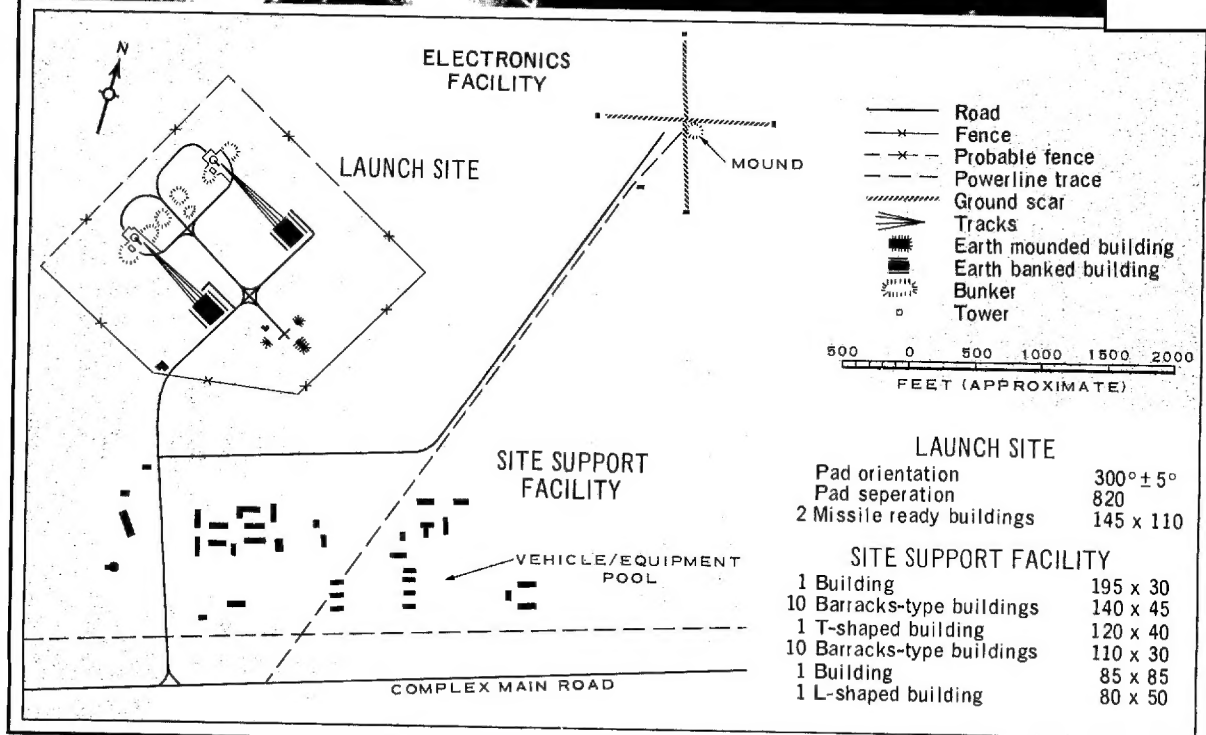 N
ELECTRONICS
FACILITY
LAUNCH SITE
MOUND
Road
Fence
Probable fence
Powerline trace
Ground scar
Tracks
Earth mounded building
Earth banked building
Bunker
Tower
500 0 500 1000 1500 2000
FEET (APPROXIMATE)
SITE SUPPORT
FACILITY
VEHICLE/EQUIPMENT
POOL
COMPLEX MAIN ROAD
LAUNCH SITE
Pad orientation 300° ± 5°
Pad seperation 820
2 Missile ready buildings 145 x 110
SITE SUPPORT FACILITY
1 Building 195 x 30
10 Barracks-type buildings 140 x 45
1 T-shaped building 120 x 40
10 Barracks-type buildings 110 x 30
1 Building 85 x 85
1 L-shaped building 80 x 50